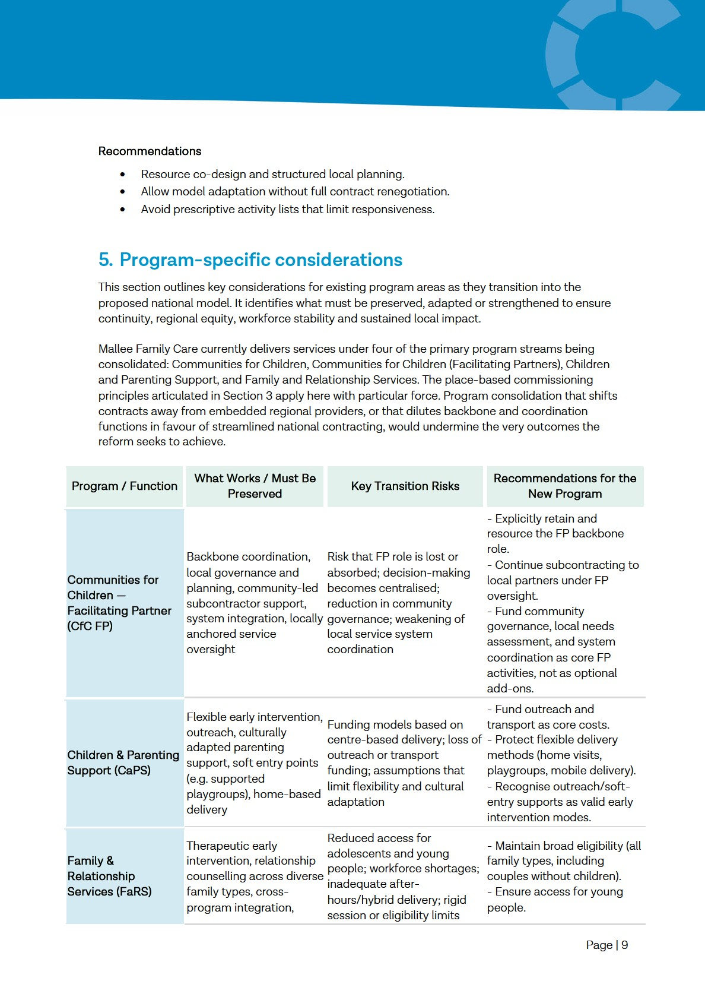 Recommendations
• Resource co-design and structured local planning.
• Allow model adaptation without full contract renegotiation.
• Avoid prescriptive activity lists that limit responsiveness.
5. Program-specific considerations
This section outlines key considerations for existing program areas as they transition into the
proposed national model. It identifies what must be preserved, adapted or strengthened to ensure
continuity, regional equity, workforce stability and sustained local impact.
Mallee Family Care currently delivers services under four of the primary program streams being
consolidated: Communities for Children, Communities for Children (Facilitating Partners), Children
and Parenting Support, and Family and Relationship Services. The place-based commissioning
principles articulated in Section 3 apply here with particular force. Program consolidation that shifts
contracts away from embedded regional providers, or that dilutes backbone and coordination
functions in favour of streamlined national contracting, would undermine the very outcomes the
reform seeks to achieve.
Program / Function
What Works / Must Be
Preserved
Key Transition Risks
Recommendations for the
New Program
Communities for
Children —
Facilitating Partner
(CfC FP)
Backbone coordination,
local governance and
planning, community-led
subcontractor support,
system integration, locally
anchored service
oversight
Risk that FP role is lost or
absorbed; decision-making
becomes centralised;
reduction in community
governance; weakening of
local service system
coordination
- Explicitly retain and
resource the FP backbone
role.
- Continue subcontracting to
local partners under FP
oversight.
- Fund community
governance, local needs
assessment, and system
coordination as core FP
activities, not as optional
add-ons.
Children & Parenting
Support (CaPS)
Flexible early intervention,
outreach, culturally
adapted parenting
support, soft entry points
(e.g. supported
playgroups), home-based
delivery
Funding models based on
centre-based delivery; loss of
outreach or transport
funding; assumptions that
limit flexibility and cultural
adaptation
- Fund outreach and
transport as core costs.
- Protect flexible delivery
methods (home visits,
playgroups, mobile delivery).
- Recognise outreach/soft-
entry supports as valid early
intervention modes.
Family &
Relationship
Services (FaRS)
Therapeutic early
intervention, relationship
counselling across diverse
family types, cross-
program integration,
Reduced access for
adolescents and young
people; workforce shortages;
inadequate after-
hours/hybrid delivery; rigid
session or eligibility limits
- Maintain broad eligibility (all
family types, including
couples without children).
- Ensure access for young
people.
Page | 9